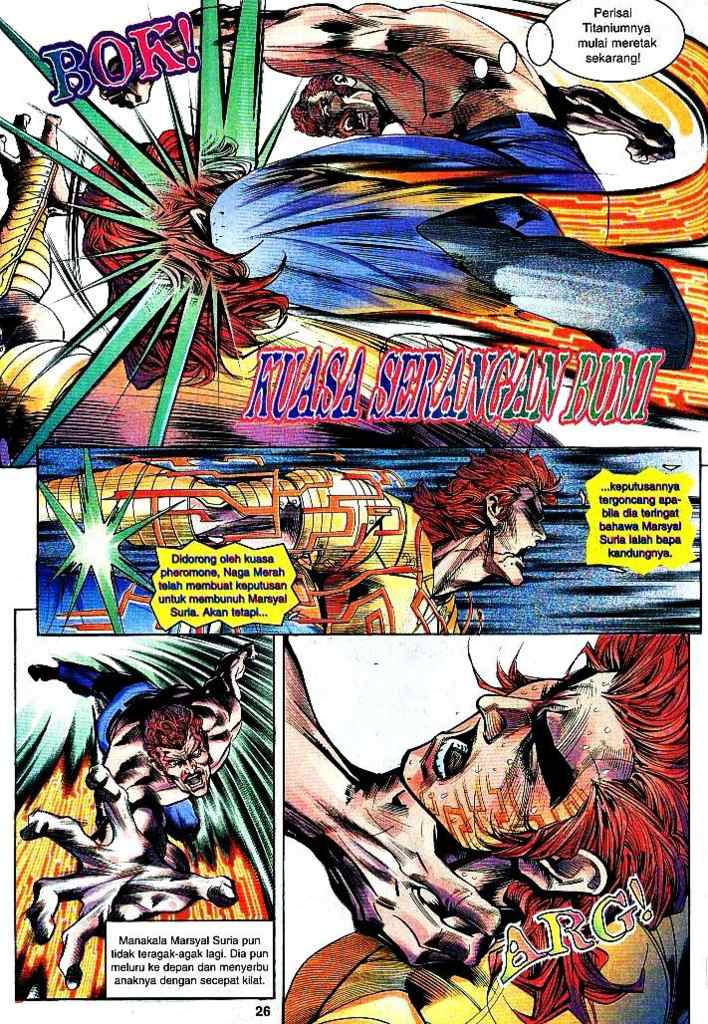 Perisai
Titaniumnya
mulai meretak
sekarang!
BOK!
KUASA SERANGAN BUMI
Didorong oleh kuasa
pheromone, Naga Merah
telah membuat keputusan
untuk membunuh Marsyal
Suria. Akan tetapi...
...keputusannya
tergoncang apa-
bila dia teringat
bahawa Marsyal
Suria ialah bapa
kandungnya.
Manakala Marsyal Suria pun
tidak teragak-agak lagi. Dia pun
meluru ke depan dan menyerbu
anaknya dengan secepat kilat.
ARG!
26